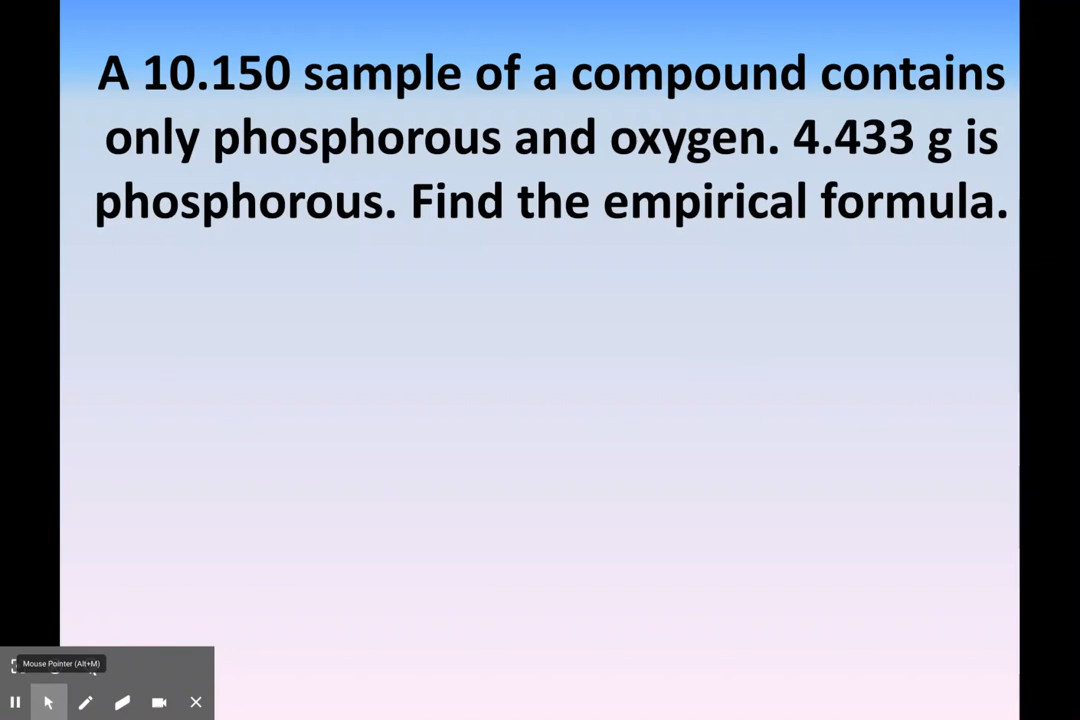 A 10.150 sample of a compound contains
only phosphorous and oxygen. 4.433 g is
phosphorous. Find the empirical formula.
Mouse Pointer (Alt+M)